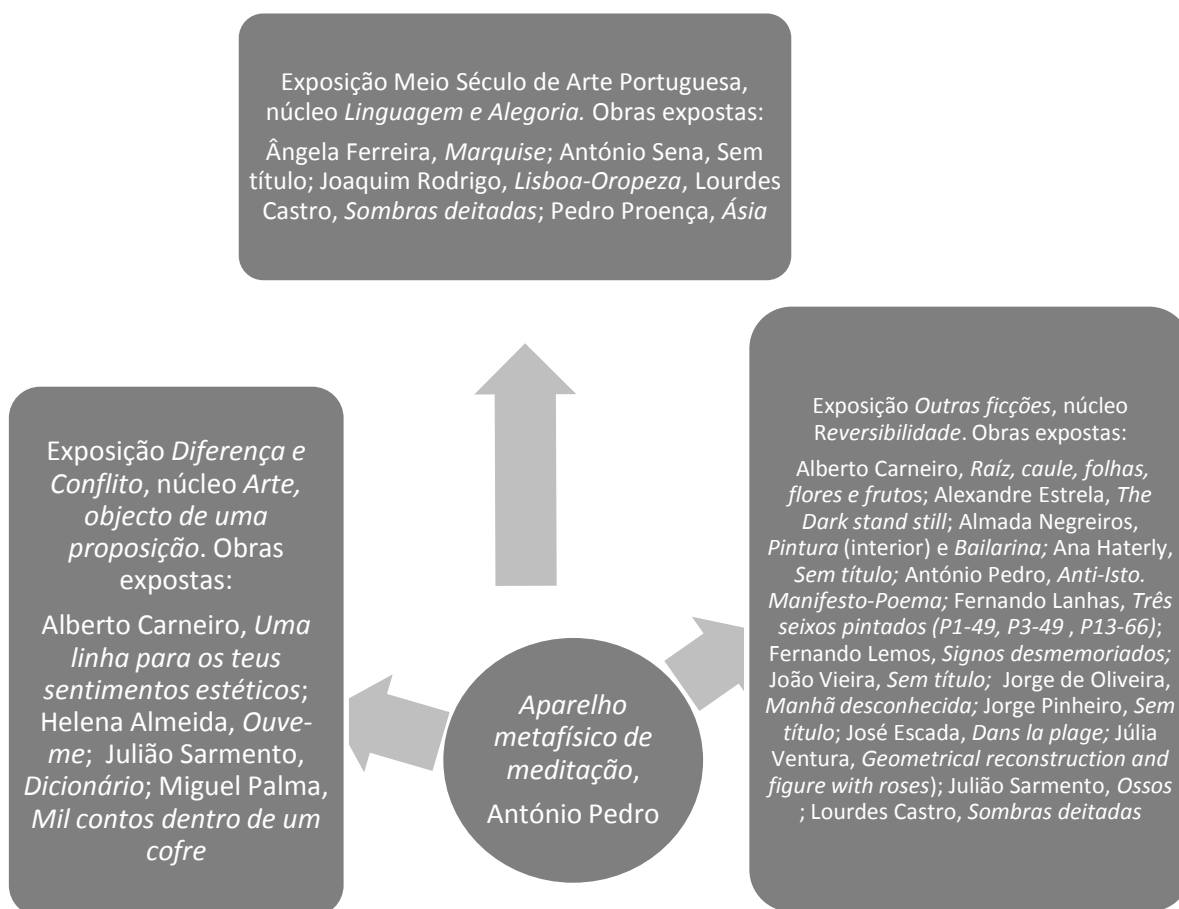 Exposição Meio Século de Arte Portuguesa,
núcleo Linguagem e Alegoria. Obras expostas:
Ângela Ferreira, Marquise; António Sena, Sem
título; Joaquim Rodrigo, Lisboa-Oropeza, Lourdes
Castro, Sombras deitadas; Pedro Proença, Ásia
Exposição Diferença e
Conflito, núcleo Arte,
objecto de uma
proposição. Obras
expostas:
Alberto Carneiro, Uma
linha para os teus
sentimentos estéticos;
Helena Almeida, Ouve-
me; Julião Sarmento,
Dicionário; Miguel Palma,
Mil contos dentro de um
cofre
Aparelho
metafísico de
meditação,
António Pedro
Exposição Outras ficções, núcleo
Reversibilidade. Obras expostas:
Alberto Carneiro, Raíz, caule, folhas,
flores e frutos; Alexandre Estrela, The
Dark stand still; Almada Negreiros,
Pintura (interior) e Bailarina; Ana Haterly,
Sem título; António Pedro, Anti-Isto.
Manifesto-Poema; Fernando Lanhas, Três
seixos pintados (P1-49, P3-49 , P13-66);
Fernando Lemos, Signos desmemoriados;
João Vieira, Sem título; Jorge de Oliveira,
Manhã desconhecida; Jorge Pinheiro, Sem
título; José Escada, Dans la plage; Júlia
Ventura, Geometrical reconstruction and
figure with roses); Julião Sarmento, Ossos
; Lourdes Castro, Sombras deitadas